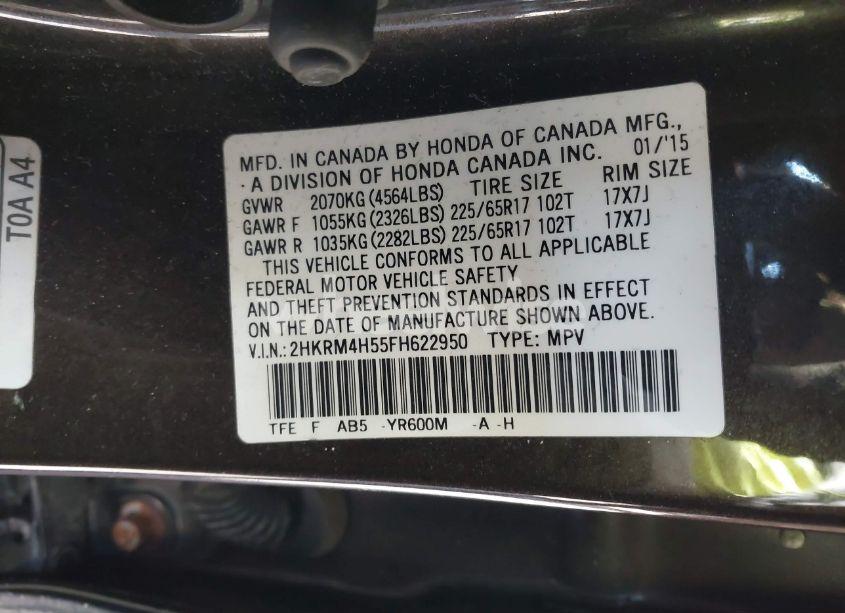 MFD. IN CANADA BY HONDA OF CANADA MFG.,
·A DIVISION OF HONDA CANADA INC. 01/'15
TIRE SIZE RIM SIZE
GVWR 2070KG(4564LBS)
GAWR F 1055KG(2326LBS) 225/65R17 102T 17X7J
GAWR R 1035KG(2282LBS) 225/65R17 102T 17X7J
THIS VEHICLE CONFORMS TO ALL APPLICABLE
FEDERAL MOTOR VEHICLE SAFETY
AND THEFT PREVENTION STANDARDS IN EFFECT
ON THE DATE OF MANUFACTURE SHOWN ABOVE.
V.I.N.:2HKRM4H55FH622950 TYPE: MPV
TFE F AB5 -YR600M -A -H
T0A A4